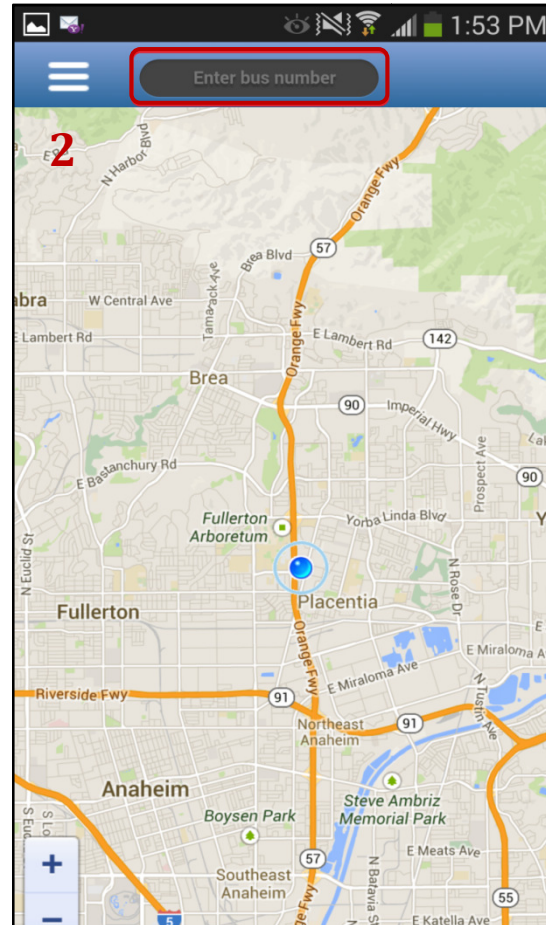 1:53 PM
Enter bus number
2
N Harbor Blvd
Orange Fwy
57
Brea Blvd
Tamarack Ave
abra
W Central Ave
E Lambert Rd
Orange Fwy
E Lambert Rd
142
Brea
90
Imperial Hwy
Prospect Ave
E Bastanchury Rd
90
Fullerton
Arboretum
Yorba Linda Blvd
N Euclid St
N Rose Dr
Placentia
Fullerton
Orange Fwy
E Miraloma Ave
E Miraloma A
Riverside Fwy
91
N Tustin Ave
Northeast
Anaheim
91
Anaheim
Steve Ambriz
Memorial Park
Boysen Park
+
57
E Meats Ave
Southeast
Anaheim
N Batavia St
55
−
5
E Katella Ave